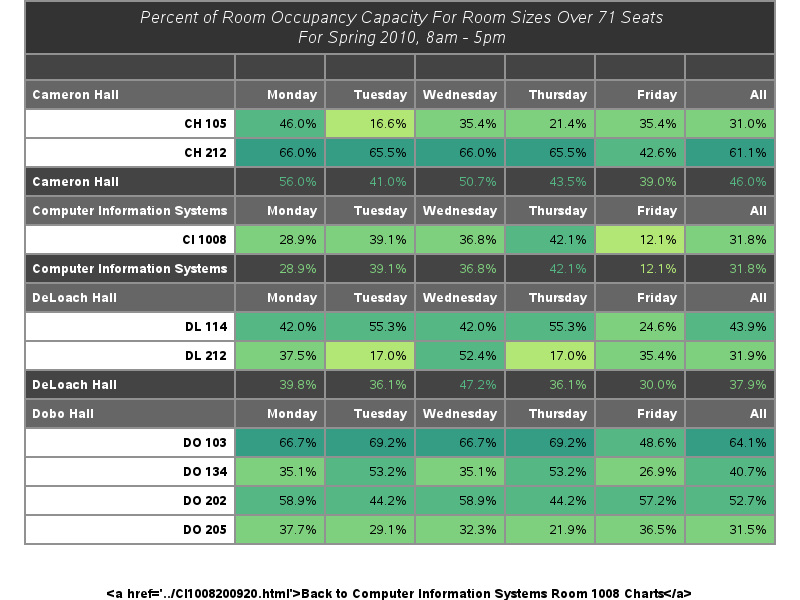 Percent of Room Occupancy Capacity For Room Sizes Over 71 Seats
For Spring 2010, 8am - 5pm
Cameron Hall Monday Tuesday Wednesday Thursday Friday All
CH 105 46.0% 16.6% 35.4% 21.4% 35.4% 31.0%
CH 212 66.0% 65.5% 66.0% 65.5% 42.6% 61.1%
Cameron Hall 56.0% 41.0% 50.7% 43.5% 39.0% 46.0%
Computer Information Systems Monday Tuesday Wednesday Thursday Friday All
CI 1008 28.9% 39.1% 36.8% 42.1% 12.1% 31.8%
Computer Information Systems 28.9% 39.1% 36.8% 42.1% 12.1% 31.8%
DeLoach Hall Monday Tuesday Wednesday Thursday Friday All
DL 114 42.0% 55.3% 42.0% 55.3% 24.6% 43.9%
DL 212 37.5% 17.0% 52.4% 17.0% 35.4% 31.9%
DeLoach Hall 39.8% 36.1% 47.2% 36.1% 30.0% 37.9%
Dobo Hall Monday Tuesday Wednesday Thursday Friday All
DO 103 66.7% 69.2% 66.7% 69.2% 48.6% 64.1%
DO 134 35.1% 53.2% 35.1% 53.2% 26.9% 40.7%
DO 202 58.9% 44.2% 58.9% 44.2% 57.2% 52.7%
DO 205 37.7% 29.1% 32.3% 21.9% 36.5% 31.5%
<a href='../CI1008200920.html'>Back to Computer Information Systems Room 1008 Charts</a>